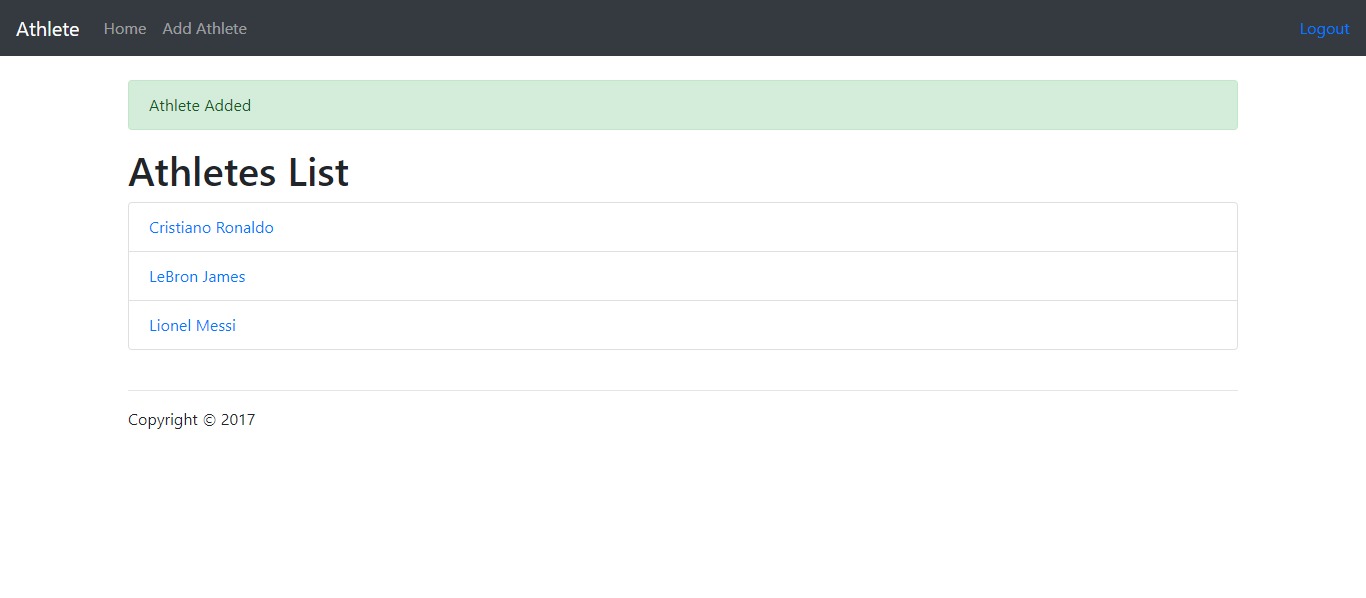 Athlete Home Add Athlete Logout
Athlete Added
Athletes List
Cristiano Ronaldo
LeBron James
Lionel Messi
Copyright © 2017